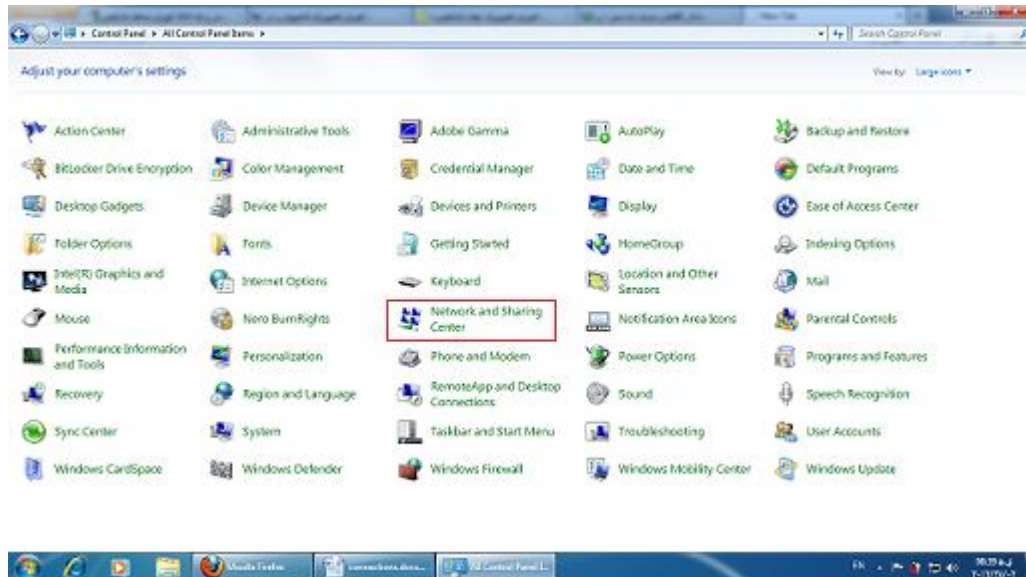 Control Panel ▸ All Control Panel Items ▸
Search Control Panel
Adjust your computer's settings
View by: Large icons
Action Center
Administrative Tools
Adobe Gamma
AutoPlay
Backup and Restore
BitLocker Drive Encryption
Color Management
Credential Manager
Date and Time
Default Programs
Desktop Gadgets
Device Manager
Devices and Printers
Display
Ease of Access Center
Folder Options
Fonts
Getting Started
HomeGroup
Indexing Options
Intel(R) Graphics and
Media
Internet Options
Keyboard
Location and Other
Sensors
Mail
Mouse
Nero BurnRights
Network and Sharing
Center
Notification Area Icons
Parental Controls
Performance Information
and Tools
Personalization
Phone and Modem
Power Options
Programs and Features
Recovery
Region and Language
RemoteApp and Desktop
Connections
Sound
Speech Recognition
Sync Center
System
Taskbar and Start Menu
Troubleshooting
User Accounts
Windows CardSpace
Windows Defender
Windows Firewall
Windows Mobility Center
Windows Update
Mozilla Firefox
connections.docx...
All Control Panel I...
EN